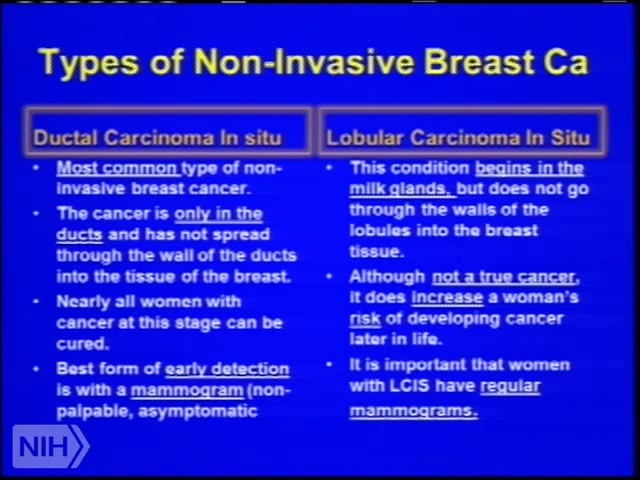 Types of Non-Invasive Breast Ca
Ductal Carcinoma In situ
• Most common type of non-
invasive breast cancer.
• The cancer is only in the
ducts and has not spread
through the wall of the ducts
into the tissue of the breast.
• Nearly all women with
cancer at this stage can be
cured.
• Best form of early detection
is with a mammogram (non-
palpable, asymptomatic
Lobular Carcinoma In Situ
• This condition begins in the
milk glands, but does not go
through the walls of the
lobules into the breast
tissue.
• Although not a true cancer,
it does increase a woman's
risk of developing cancer
later in life.
• It is important that women
with LCIS have regular
mammograms.
NIH